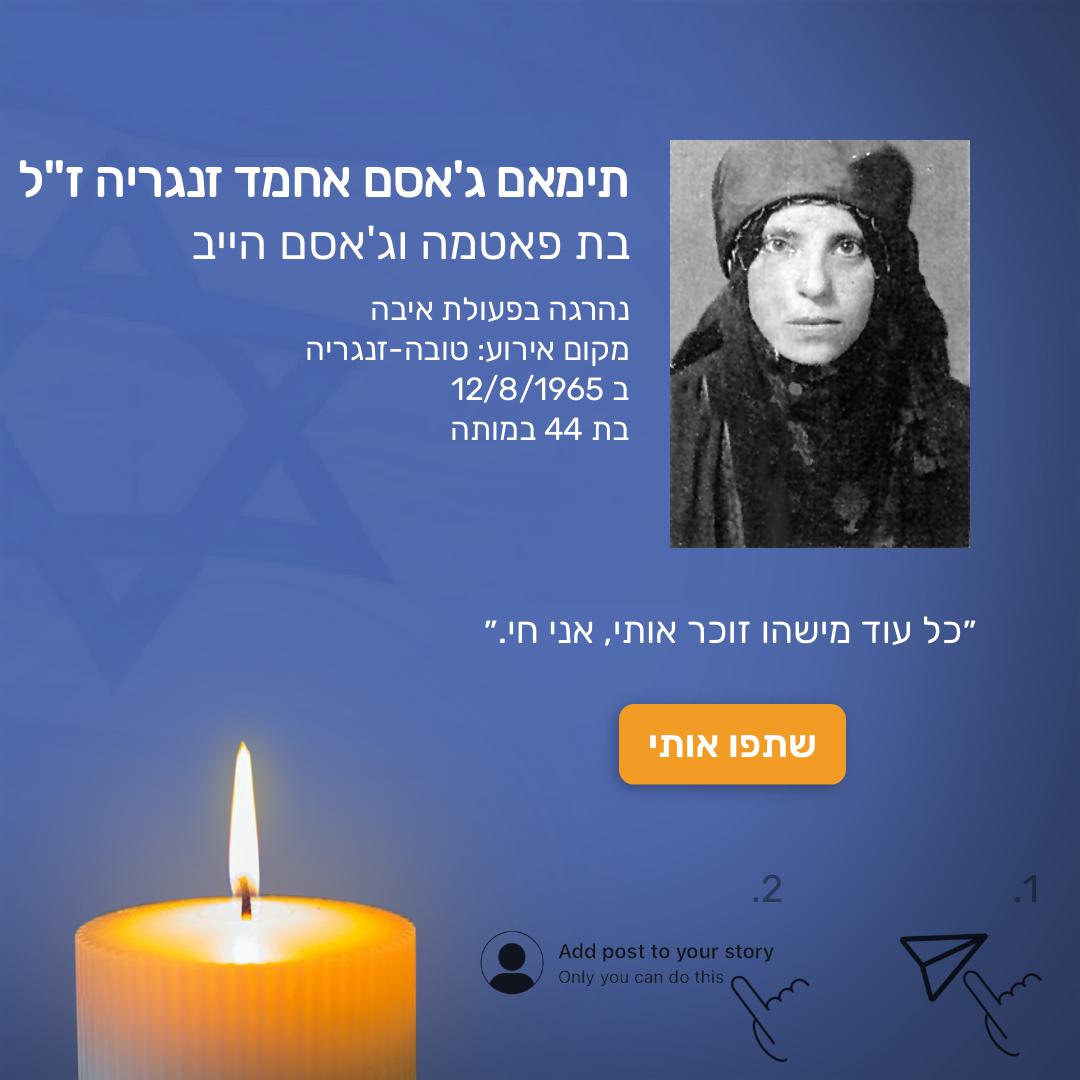 תימאם ג'אסם אחמד זנגריה ז"ל
בת פאטמה וג'אסם הייב
נהרגה בפעולת איבה
מקום אירוע: טובה-זנגריה
ב 12/8/1965
בת 44 במותה
״כל עוד מישהו זוכר אותי, אני חי.״
שתפו אותי
1.
2.
Add post to your story
Only you can do this